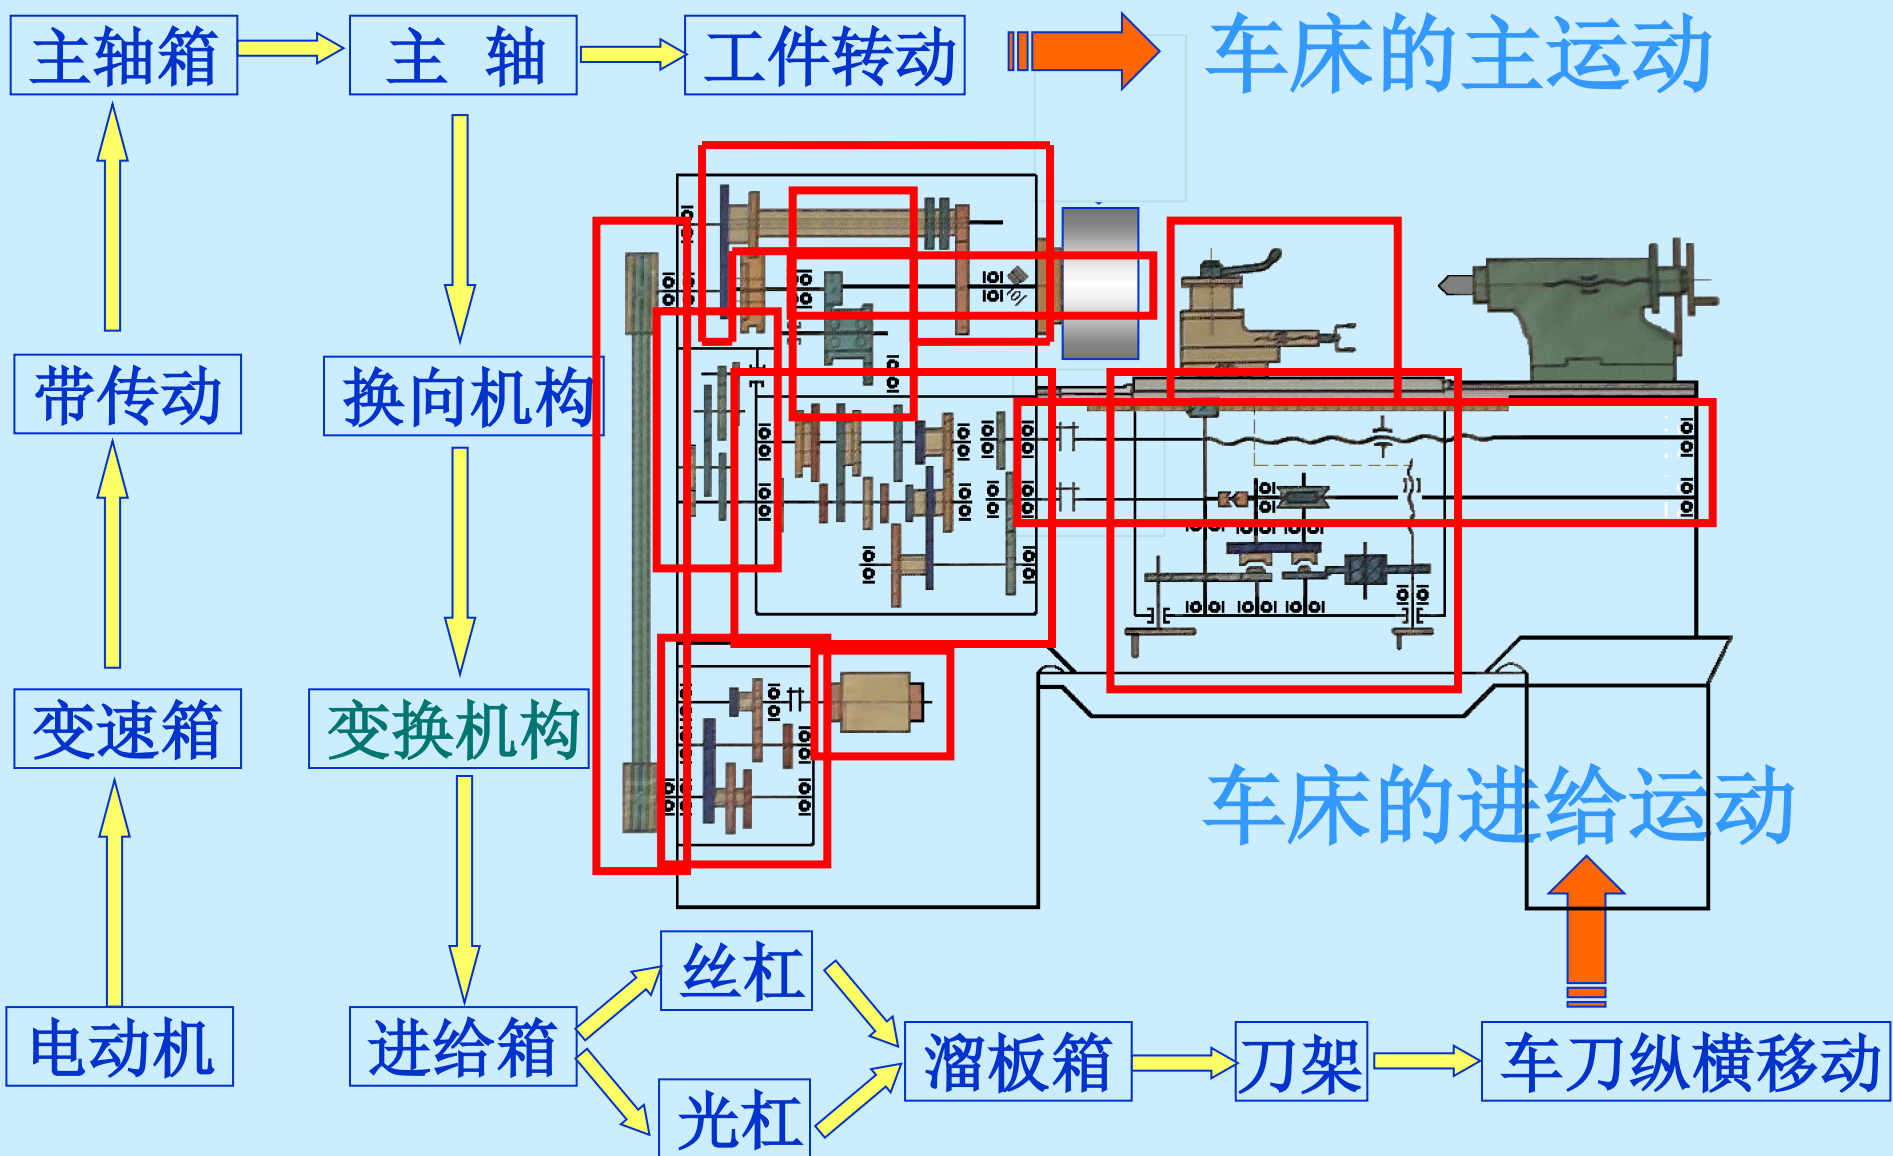 主轴箱
主 轴
工件转动
车床的主运动
带传动
换向机构
变速箱
变换机构
车床的进给运动
电动机
进给箱
丝杠
光杠
溜板箱
刀架
车刀纵横移动